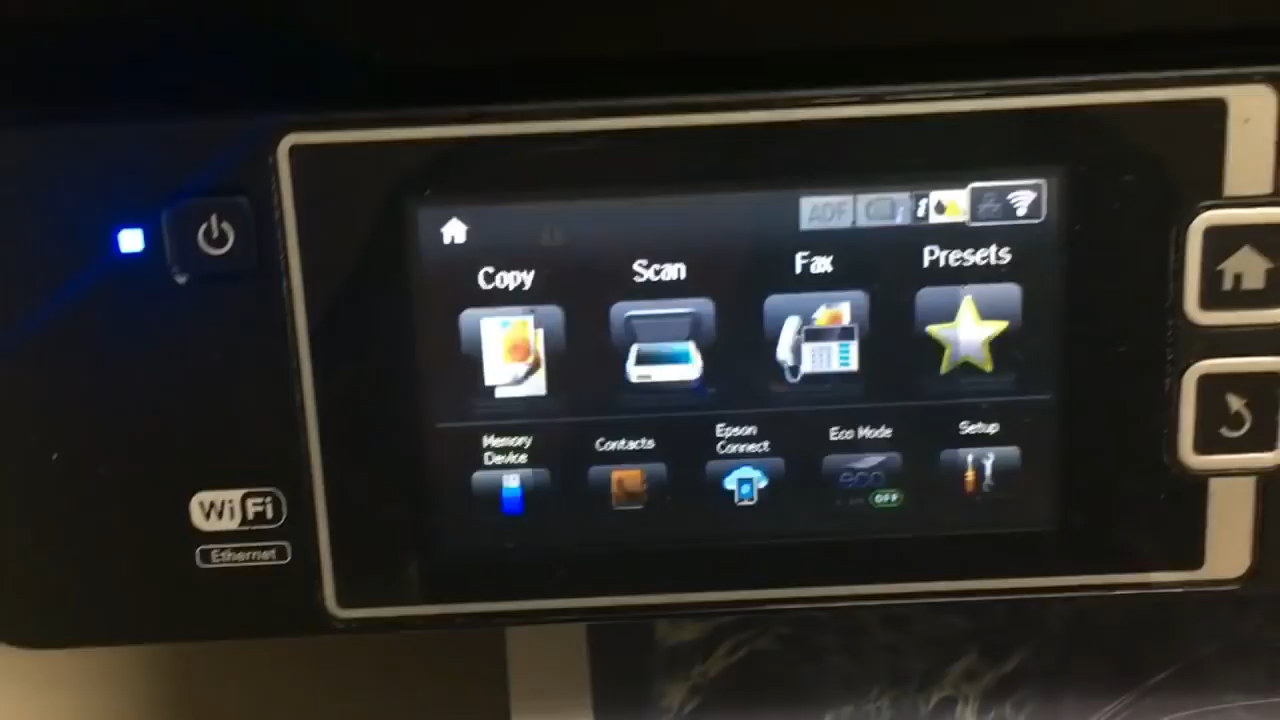 ADF
i
Copy
Scan
Fax
Presets
Memory
Device
Contacts
Epson
Connect
Eco Mode
eco
OFF
Setup
WiFi
Ethernet